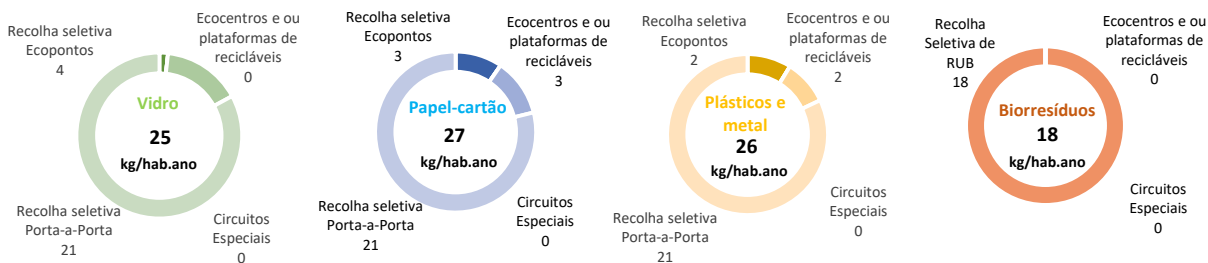 Recolha seletiva
Ecopontos
4
Ecocentros e ou
plataformas de
recicláveis
0
Vidro
25
kg/hab.ano
Recolha seletiva
Porta-a-Porta
21
Circuitos
Especiais
0
Recolha seletiva
Ecopontos
3
Ecocentros e ou
plataformas de
recicláveis
3
Papel-cartão
27
kg/hab.ano
Recolha seletiva
Porta-a-Porta
21
Circuitos
Especiais
0
Recolha seletiva
Ecopontos
2
Ecocentros e ou
plataformas de
recicláveis
2
Plásticos e
metal
26
kg/hab.ano
Recolha seletiva
Porta-a-Porta
21
Circuitos
Especiais
0
Recolha
Seletiva de
RUB
18
Ecocentros e ou
plataformas de
recicláveis
0
Biorresíduos
18
kg/hab.ano
Circuitos
Especiais
0